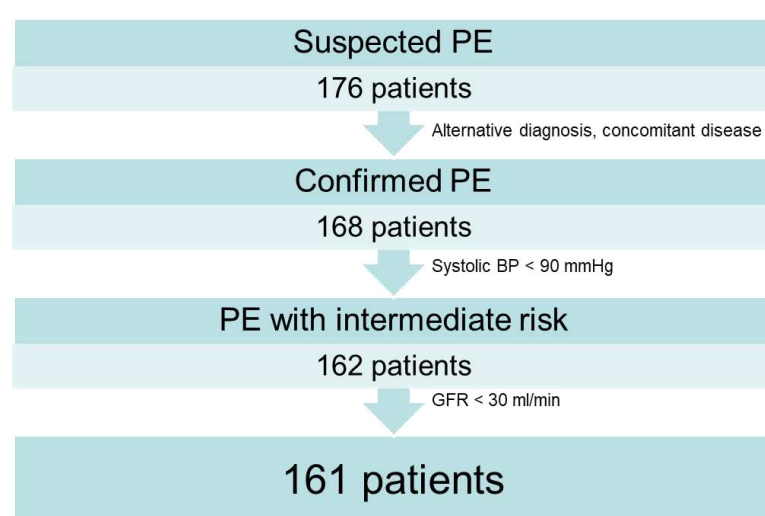 Suspected PE
176 patients
Alternative diagnosis, concomitant disease
Confirmed PE
168 patients
Systolic BP < 90 mmHg
PE with intermediate risk
162 patients
GFR < 30 ml/min
161 patients